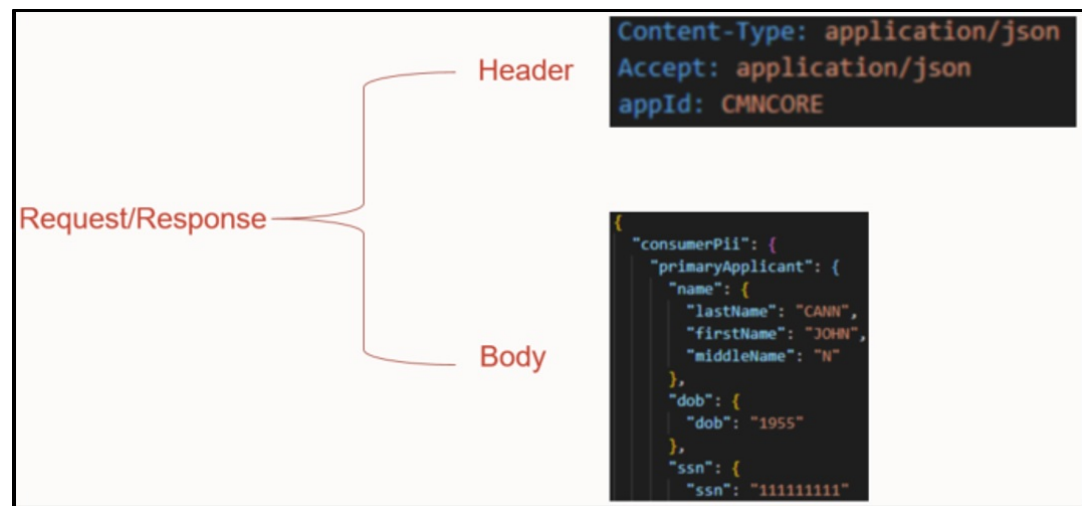 Request/Response
Header
Content-Type: application/json
Accept: application/json
appId: CMNCORE
Body
{
"consumerPii": {
"primaryApplicant": {
"name": {
"lastName": "CANN",
"firstName": "JOHN",
"middleName": "N"
},
"dob": {
"dob": "1955"
},
"ssn": {
"ssn": "111111111"